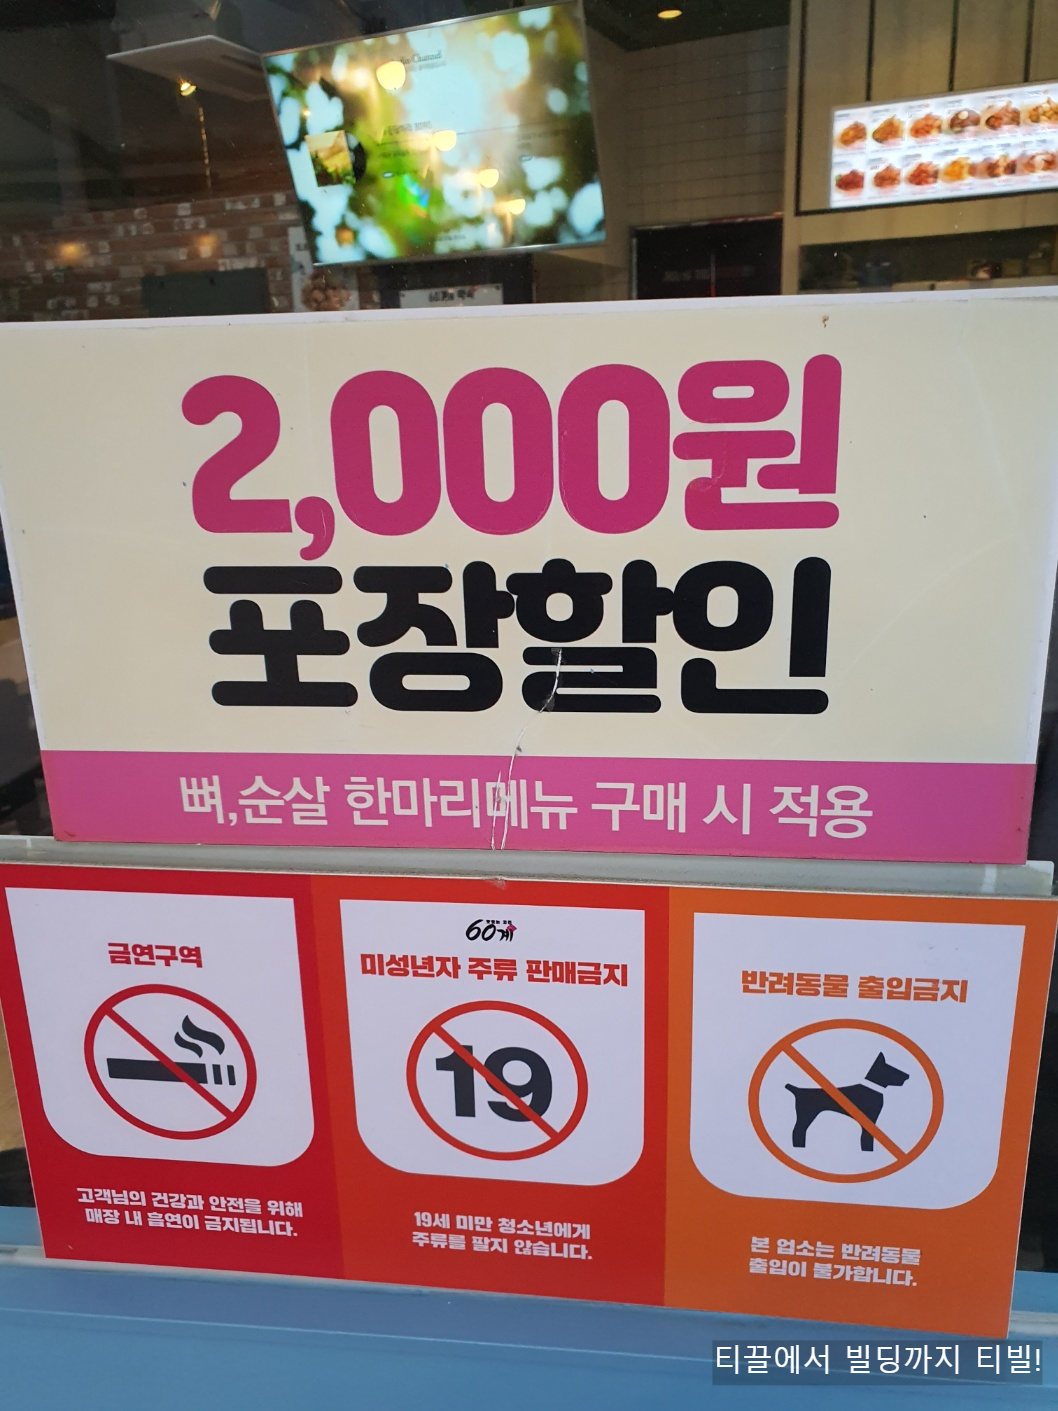 2,000원
포장할인
뼈,순살 한마리메뉴 구매 시 적용
금연구역
고객님의 건강과 안전을 위해
매장 내 흡연이 금지됩니다.
60계
미성년자 주류 판매금지
19
19세 미만 청소년에게
주류를 팔지 않습니다.
반려동물 출입금지
본 업소는 반려동물
출입이 불가합니다.
티끌에서 빌딩까지 티빌!